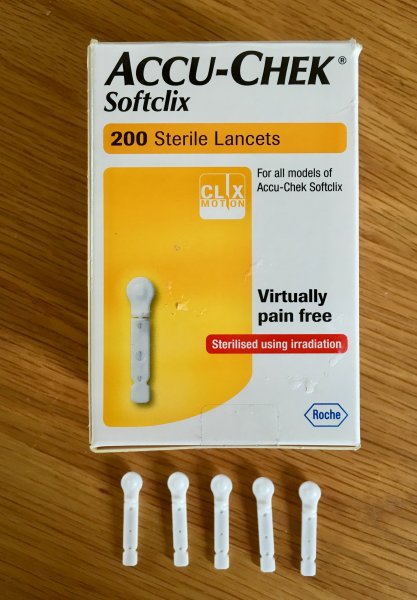 ACCU-CHEK®
Softclix
200 Sterile Lancets
For all models of
Accu-Chek Softclix
CLIX
MOTION
Virtually
pain free
Sterilised using irradiation
Roche